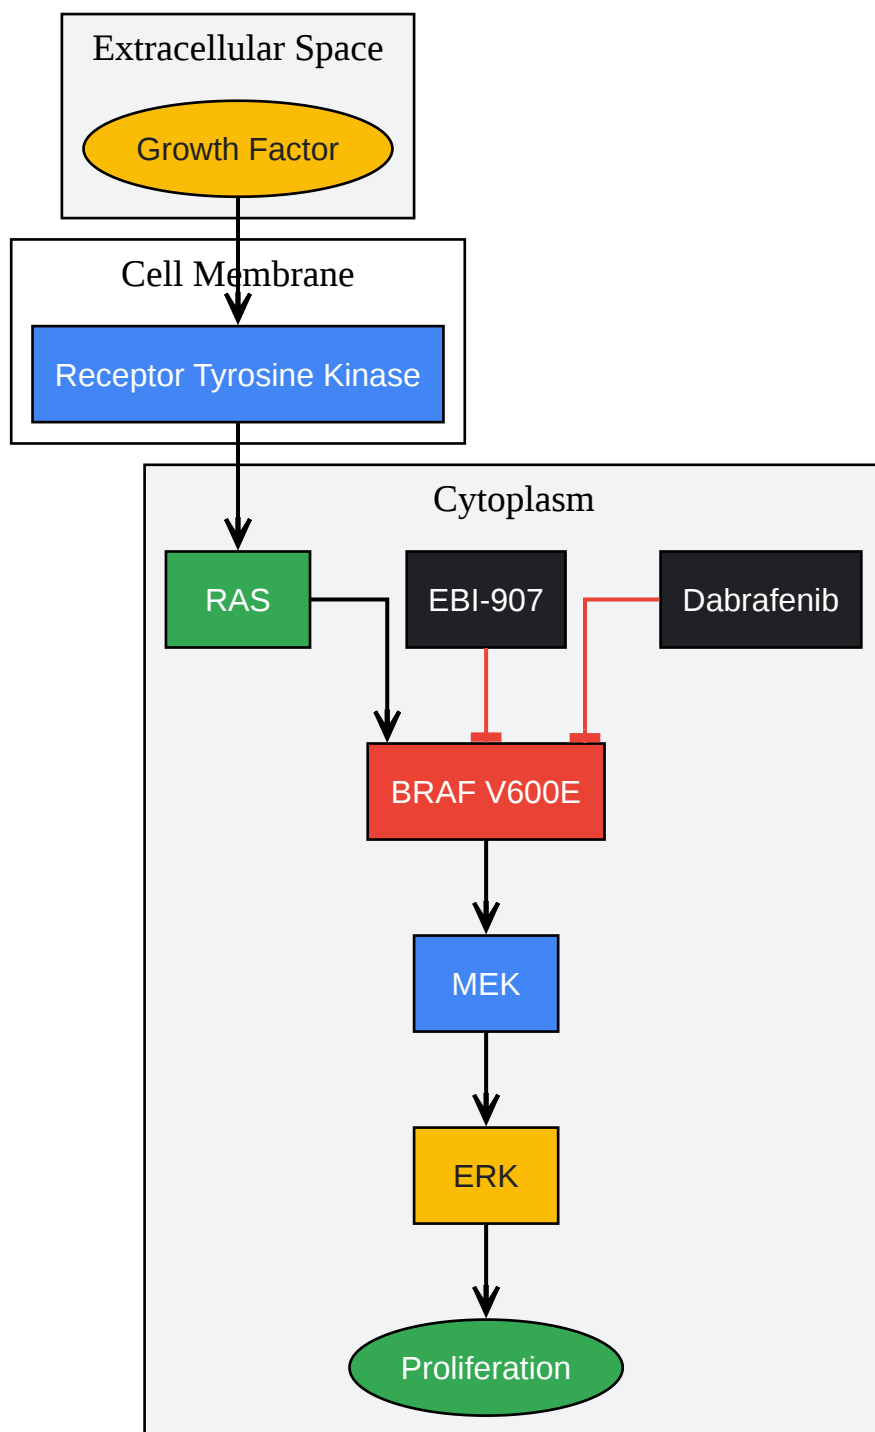 Extracellular Space
Growth Factor
Cell Membrane
Receptor Tyrosine Kinase
Cytoplasm
RAS
EBI-907
Dabrafenib
BRAF V600E
MEK
ERK
Proliferation